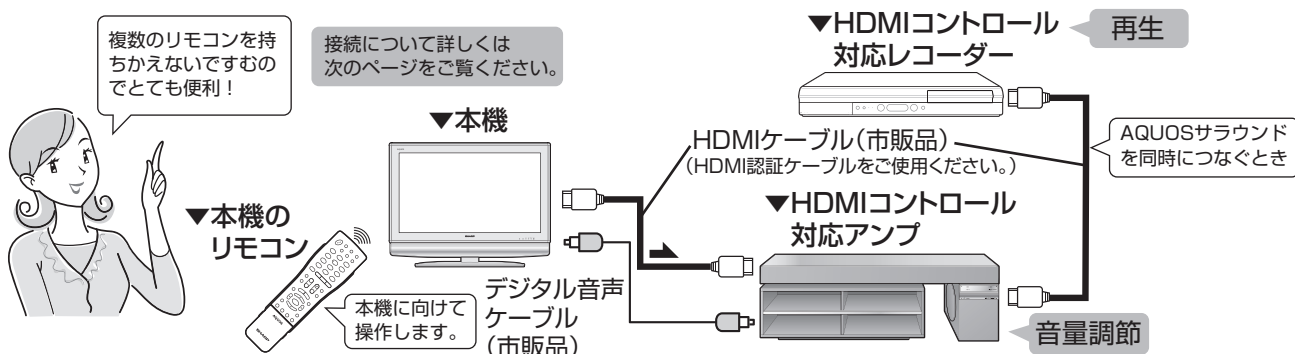 複数のリモコンを持
ちかえないですむの
でとても便利！
接続について詳しくは
次のページをご覧ください。
▼本機
▼本機の
リモコン
本機に向けて
操作します。
デジタル音声
ケーブル
（市販品）
▼HDMIコントロール
対応レコーダー
再生
HDMIケーブル（市販品）
（HDMI認証ケーブルをご使用ください。）
AQUOSサラウンド
を同時につなぐとき
▼HDMIコントロール
対応アンプ
音量調節